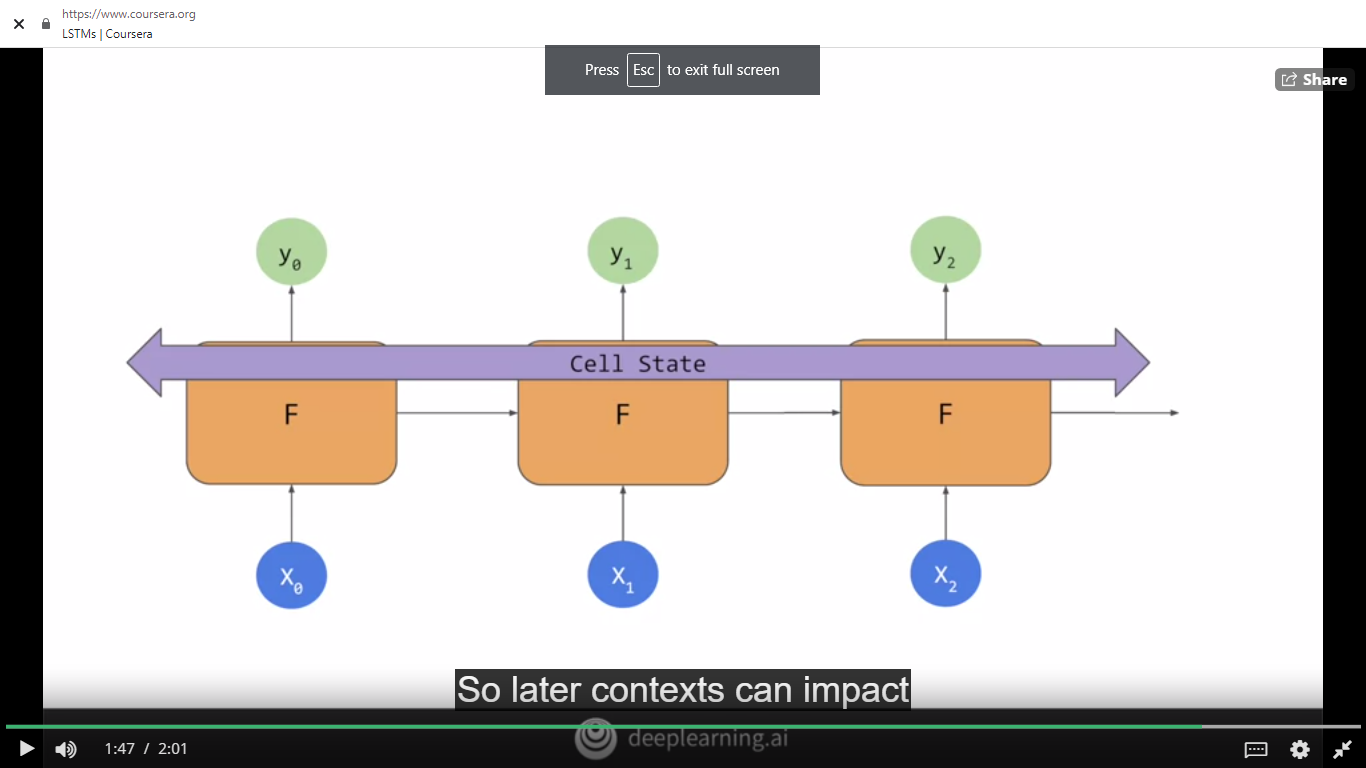 https://www.coursera.org
LSTMs | Coursera
Press Esc to exit full screen
Share
y0 y1 y2
Cell State
F F F
X0 X1 X2
So later contexts can impact
deeplearning.ai
1:47 / 2:01